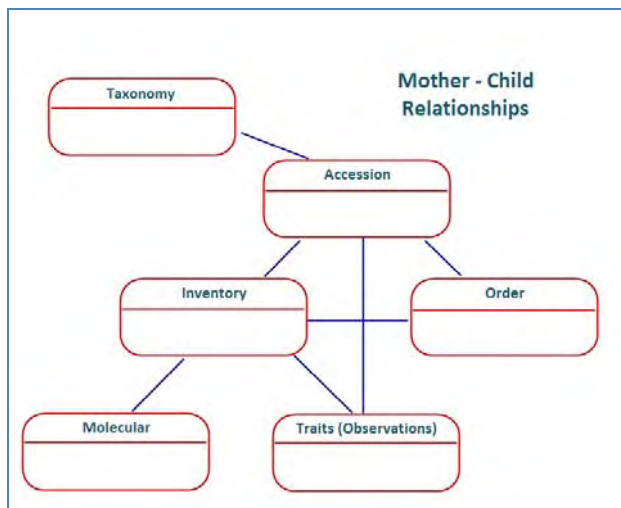 Mother - Child
Relationships
Taxonomy
Accession
Inventory
Order
Molecular
Traits (Observations)